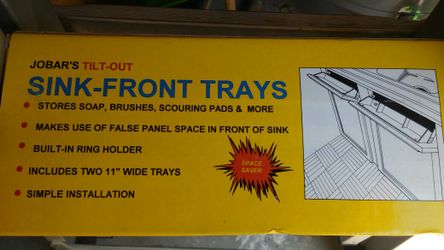 JOBAR'S TILT-OUT
SINK-FRONT TRAYS
• STORES SOAP, BRUSHES, SCOURING PADS & MORE
• MAKES USE OF FALSE PANEL SPACE IN FRONT OF SINK
• BUILT-IN RING HOLDER
• INCLUDES TWO 11" WIDE TRAYS
• SIMPLE INSTALLATION
SPACE
SAVER